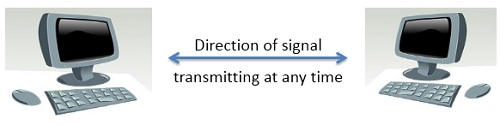 Direction of signal
transmitting at any time